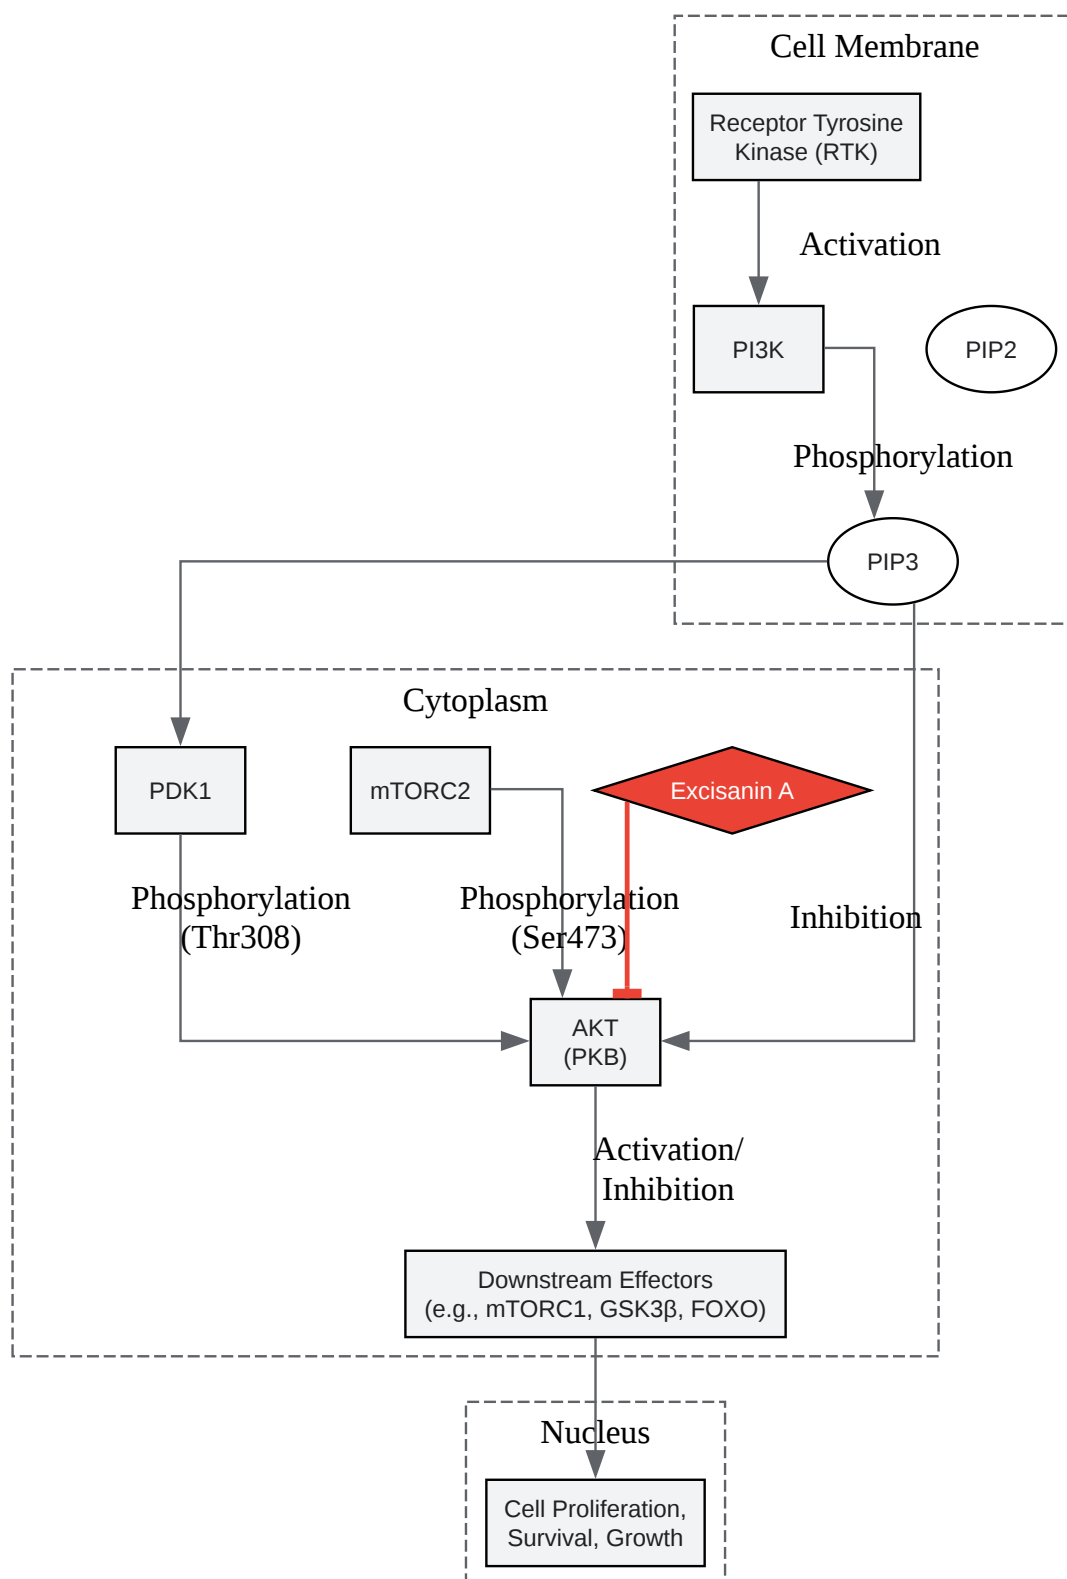 Cell Membrane
Receptor Tyrosine
Kinase (RTK)
Activation
PI3K
PIP2
Phosphorylation
PIP3
Cytoplasm
PDK1
mTORC2
Excisanin A
Phosphorylation
(Thr308)
Phosphorylation
(Ser473)
Inhibition
AKT
(PKB)
Activation/
Inhibition
Downstream Effectors
(e.g., mTORC1, GSK3β, FOXO)
Nucleus
Cell Proliferation,
Survival, Growth